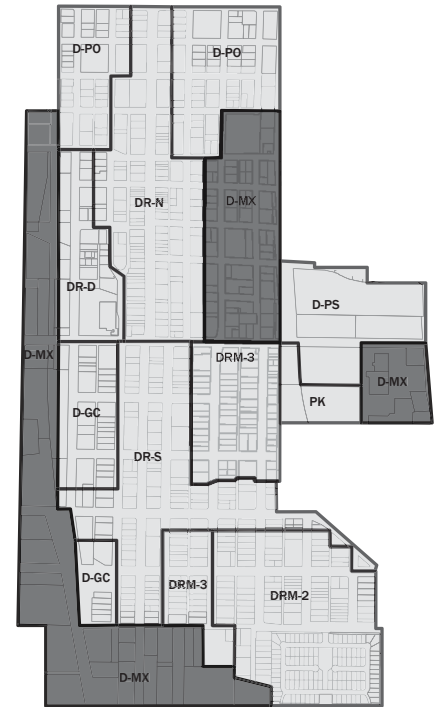 D-PO
D-PO
DR-N
D-MX
DR-D
D-PS
D-MX
DRM-3
D-MX
PK
D-GC
DR-S
D-GC
DRM-3
DRM-2
D-MX